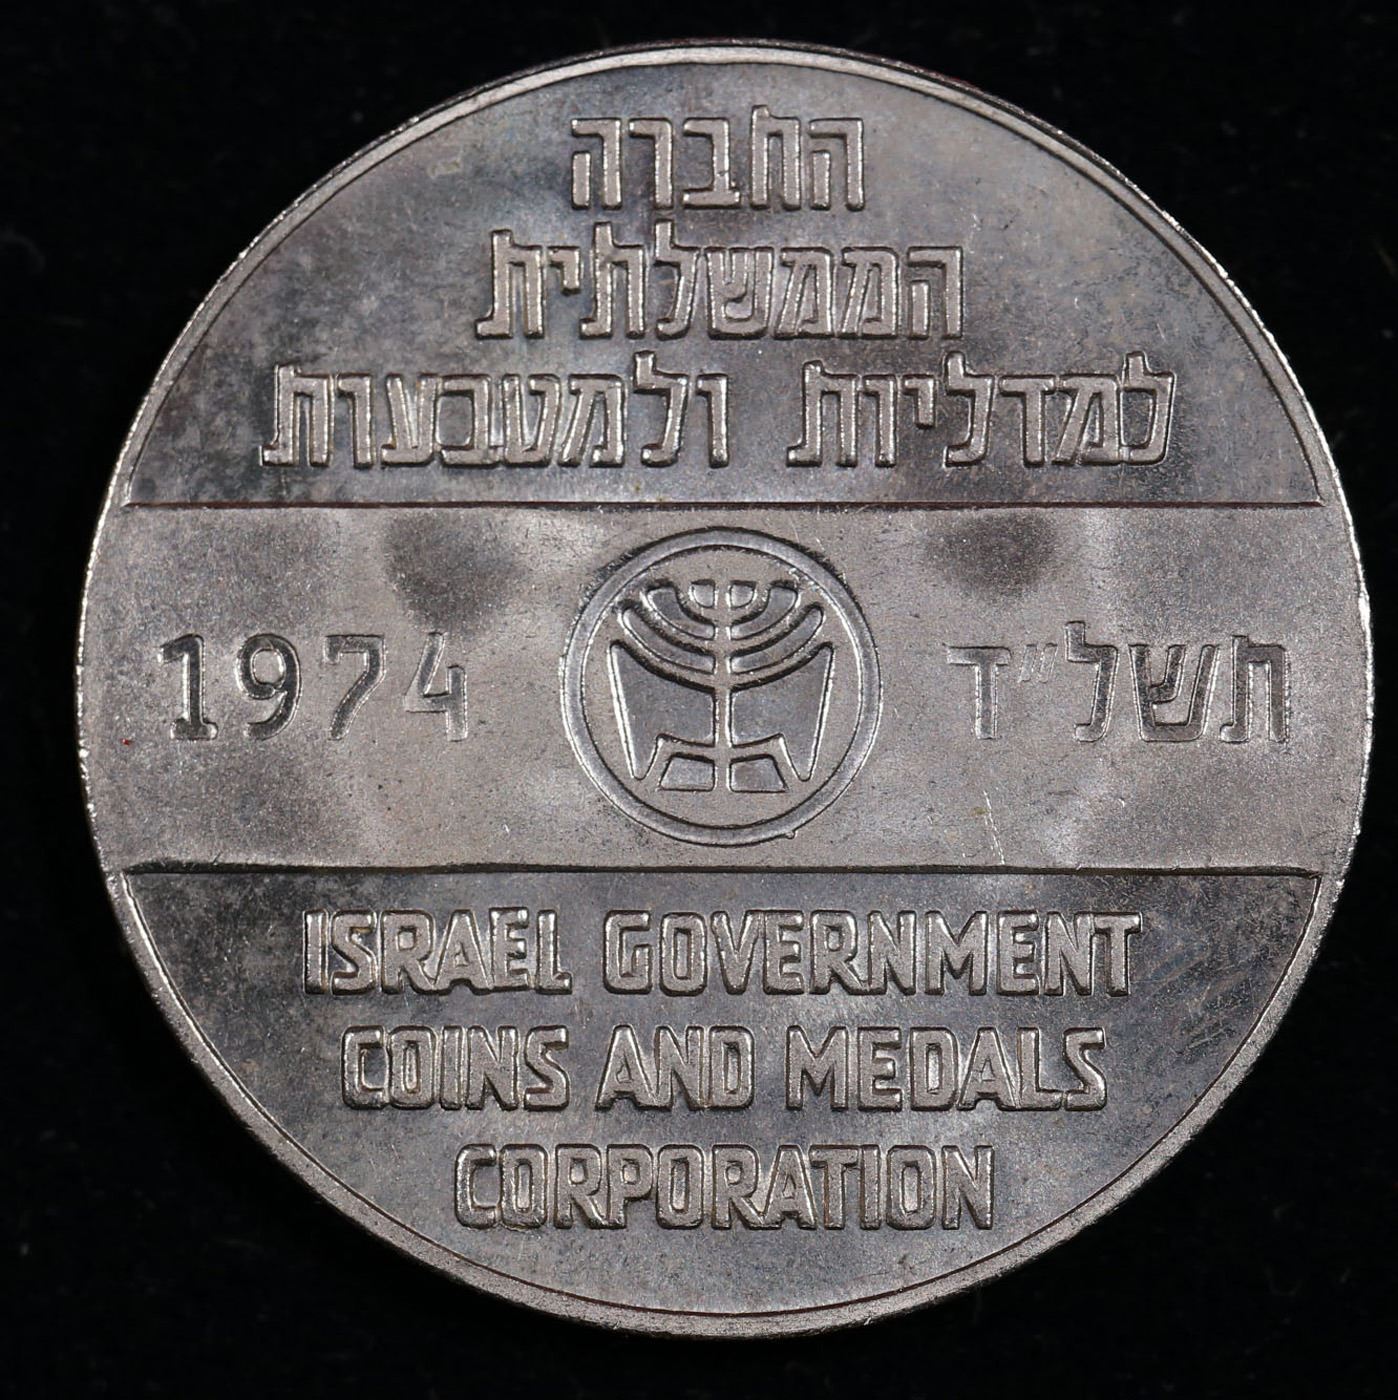 החברה
הממשלתית
למדליות ולמטבעות
1974 תשל״ד
ISRAEL GOVERNMENT
COINS AND MEDALS
CORPORATION